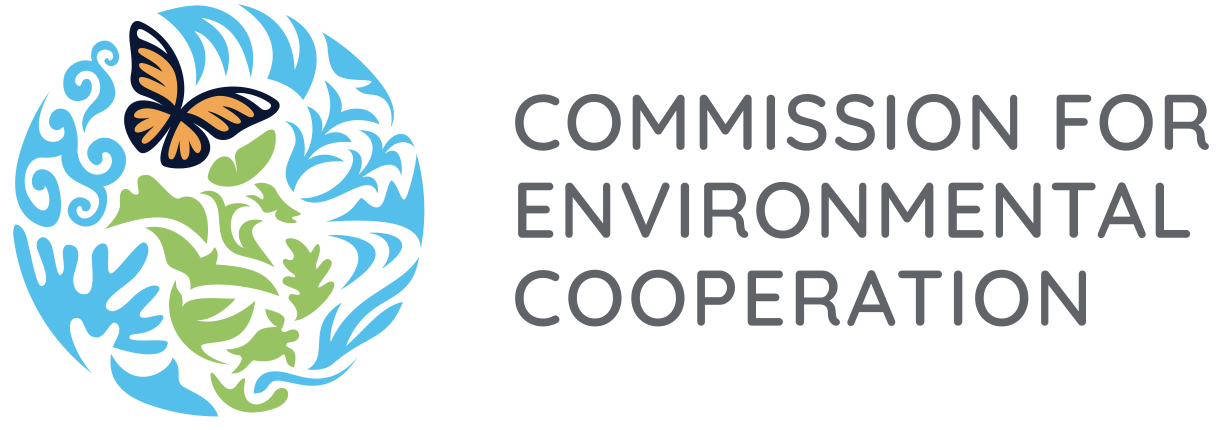 COMMISSION FOR
ENVIRONMENTAL
COOPERATION